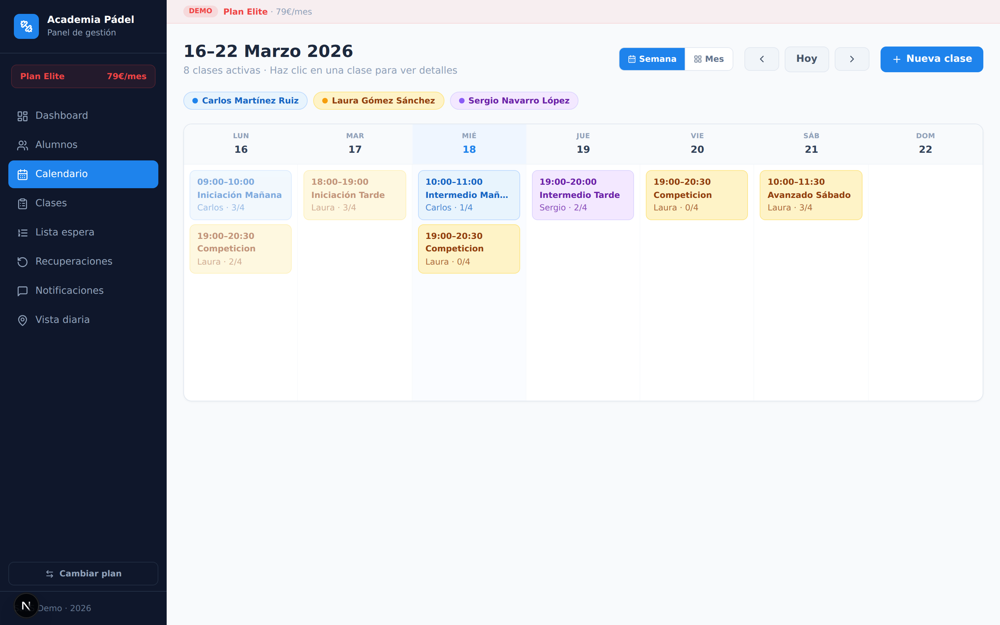 Academia Pádel
Panel de gestión
Plan Elite 79€/mes
Dashboard
Alumnos
Calendario
Clases
Lista espera
Recuperaciones
Notificaciones
Vista diaria
Cambiar plan
Demo · 2026
DEMO Plan Elite · 79€/mes
16–22 Marzo 2026
8 clases activas · Haz clic en una clase para ver detalles
Semana Mes Hoy Nueva clase
Carlos Martínez Ruiz Laura Gómez Sánchez Sergio Navarro López
LUN MAR MIÉ JUE VIE SÁB DOM
16 17 18 19 20 21 22
09:00–10:00
Iniciación Mañana
Carlos · 3/4
19:00–20:30
Competicion
Laura · 2/4
18:00–19:00
Iniciación Tarde
Laura · 3/4
10:00–11:00
Intermedio Mañ…
Carlos · 1/4
19:00–20:30
Competicion
Laura · 0/4
19:00–20:00
Intermedio Tarde
Sergio · 2/4
19:00–20:30
Competicion
Laura · 0/4
10:00–11:30
Avanzado Sábado
Laura · 3/4